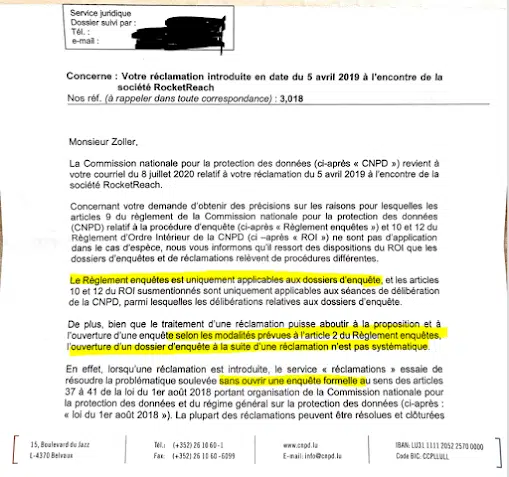 Service juridique
Dossier suivi par :
Tél. :
e-mail :
Concerne : Votre réclamation introduite en date du 5 avril 2019 à l'encontre de la
société RocketReach
Nos réf. (à rappeler dans toute correspondance) : 3,018
Monsieur Zoller,
La Commission nationale pour la protection des données (ci-après « CNPD ») revient à
votre courriel du 8 juillet 2020 relatif à votre réclamation du 5 avril 2019 à l'encontre de la
société RocketReach.
Concernant votre demande d'obtenir des précisions sur les raisons pour lesquelles les
articles 9 du règlement de la Commission nationale pour la protection des données
(CNPD) relatif à la procédure d'enquête (ci-après « Règlement enquêtes ») et 10 et 12 du
Règlement d'Ordre Intérieur de la CNPD (ci –après « ROI ») ne sont pas d'application
dans le cas d'espèce, nous vous informons qu'il ressort des dispositions du ROI que les
dossiers d'enquêtes et de réclamations relèvent de procédures différentes.
Le Règlement enquêtes est uniquement applicables aux dossiers d'enquête, et les articles
10 et 12 du ROI susmentionnés sont uniquement applicables aux séances de délibération
de la CNPD, parmi lesquelles les délibérations relatives aux dossiers d'enquête.
De plus, bien que le traitement d'une réclamation puisse aboutir à la proposition et à
l'ouverture d'une enquête selon les modalités prévues à l'article 2 du Règlement enquêtes,
l'ouverture d'un dossier d'enquête à la suite d'une réclamation n'est pas systématique.
En effet, lorsqu'une réclamation est introduite, le service « réclamations » essaie de
résoudre la problématique soulevée sans ouvrir une enquête formelle au sens des articles
37 à 41 de la loi du 1er août 2018 portant organisation de la Commission nationale pour
la protection des données et du régime général sur la protection des données (ci-après :
« loi du 1er août 2018 »). La plupart des réclamations peuvent être résolues et clôturées
15, Boulevard du Jazz
L-4370 Belvaux
Tél.: (+352) 26 10 60-1
Fax: (+352) 26 10 60-6099
www.cnpd.lu
E-mail: info@cnpd.lu
IBAN: LU31 1111 2052 2570 0000
Code BIC: CCPLLULL